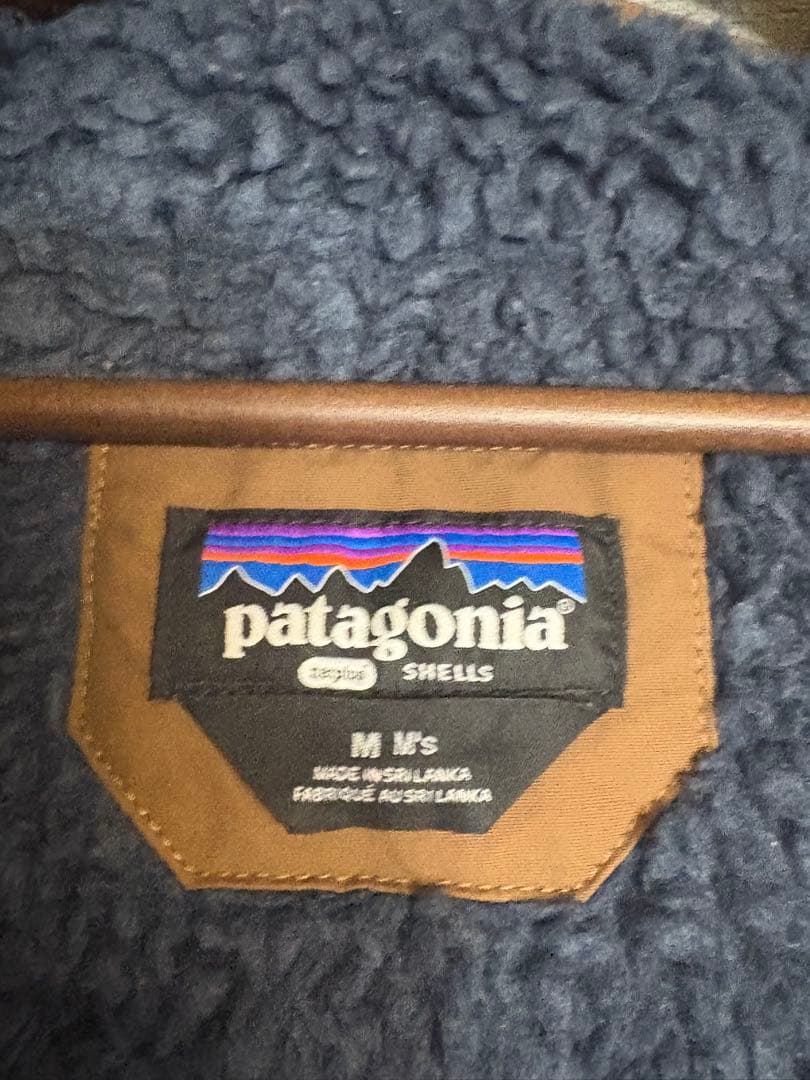 patagonia®
SHELLS
M M's
MADE IN SRI LANKA
FABRIQUÉ AU SRI LANKA